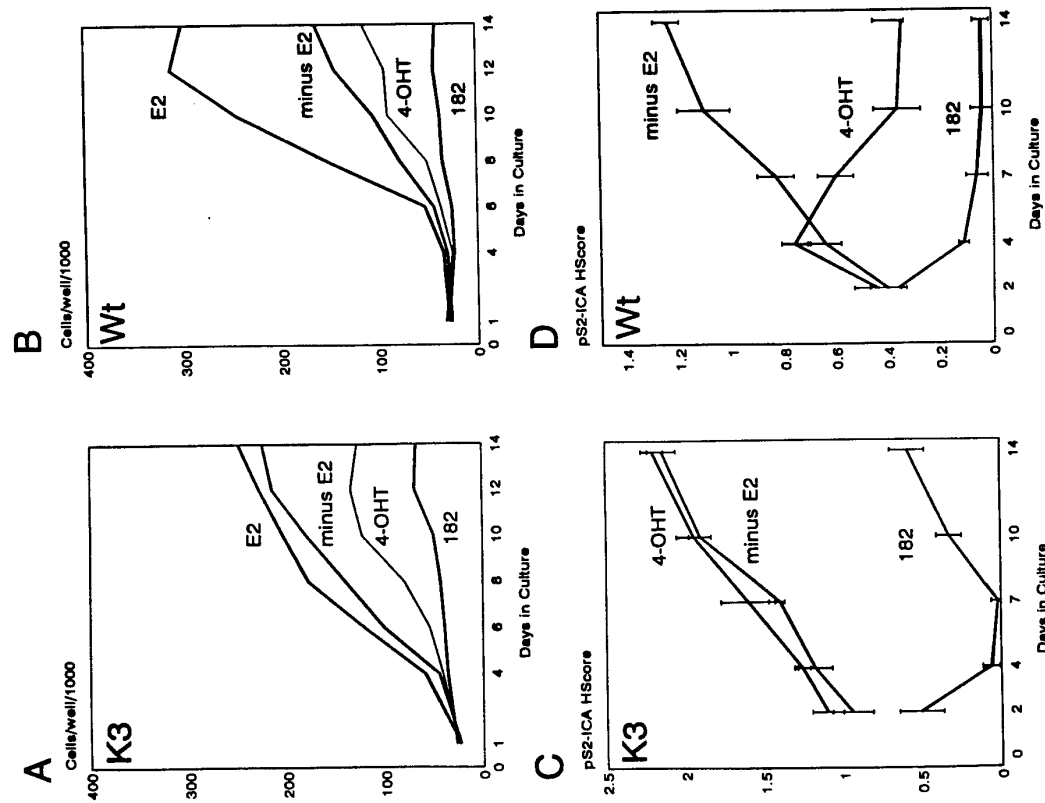 A
Cells/well/1000
K3
400
300
200
100
0
E2
minus E2
4-OHT
182
1 4 6 8 10 12 14
Days in Culture
B
Cells/well/1000
Wt
400
300
200
100
0
E2
minus E2
4-OHT
182
0 1 4 6 8 10 12 14
Days in Culture
C
pS2-ICA HScore
K3
2.5
2
1.5
1
0.5
0
4-OHT
minus E2
182
0 2 4 7 10 14
Days in Culture
D
pS2-ICA HScore
Wt
1.4
1.2
1
0.8
0.6
0.4
0.2
0
minus E2
4-OHT
182
0 2 4 7 10 14
Days in Culture